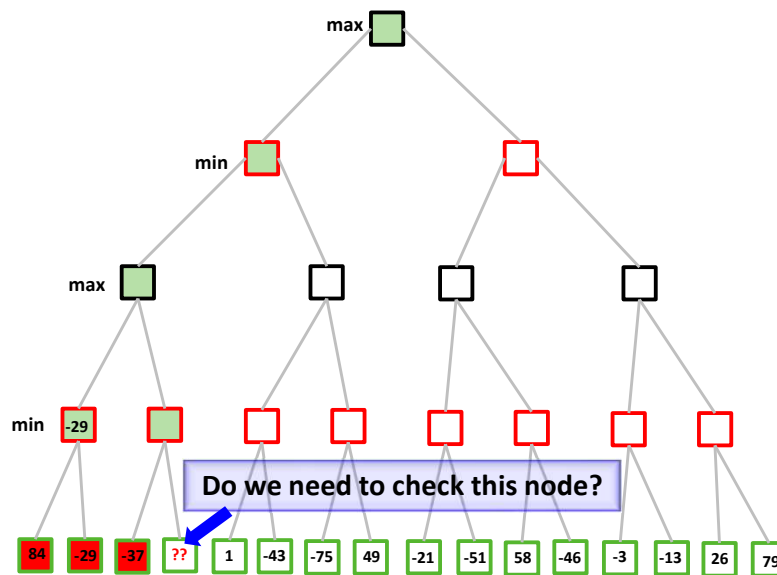 max
min
max
min
-29
Do we need to check this node?
84 -29 -37 ?? 1 -43 -75 49 -21 -51 58 -46 -3 -13 26 79